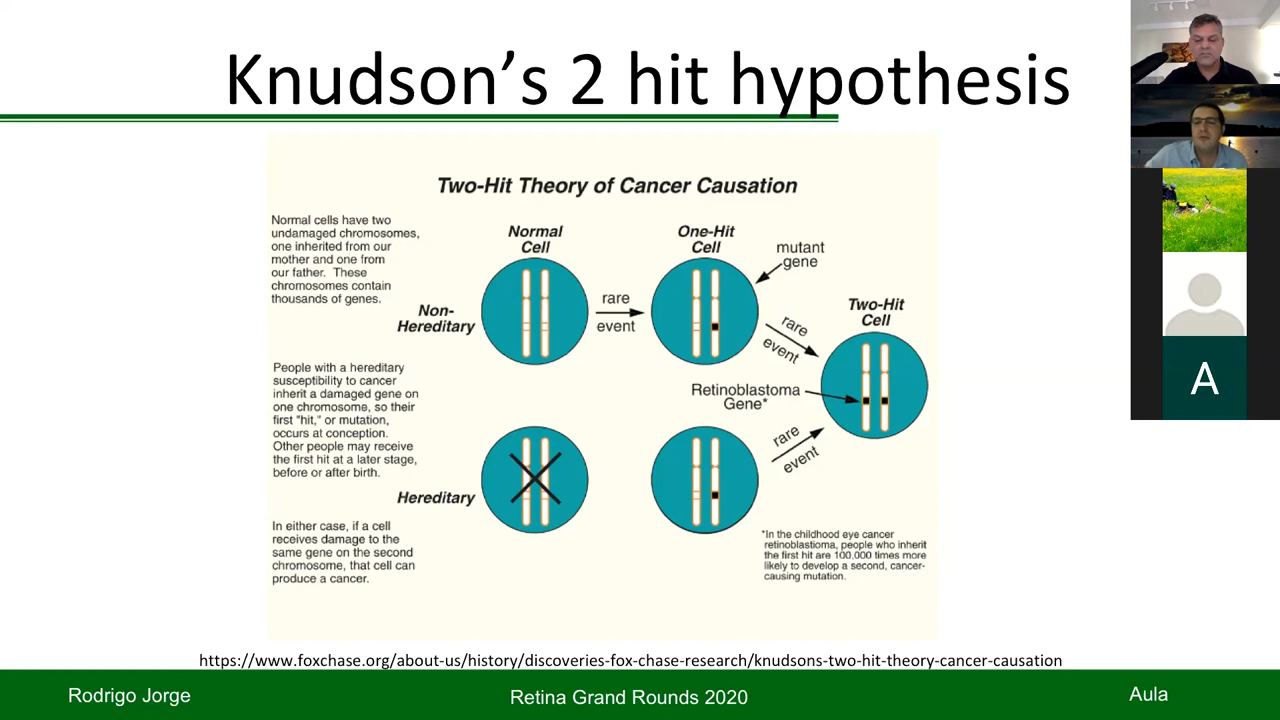 Knudson's 2 hit hypothesis
Two-Hit Theory of Cancer Causation
Normal cells have two
undamaged chromosomes,
one inherited from our
mother and one from
our father. These
chromosomes contain
thousands of genes.
People with a hereditary
susceptibility to cancer
inherit a damaged gene on
one chromosome, so their
first "hit," or mutation,
occurs at conception.
Other people may receive
the first hit at a later stage,
before or after birth.
In either case, if a cell
receives damage to the
same gene on the second
chromosome, that cell can
produce a cancer.
Normal
Cell
One-Hit
Cell
mutant
gene
Two-Hit
Cell
Non-
Hereditary
rare
event
rare
event
Retinoblastoma
Gene*
Hereditary
rare
event
*In the childhood eye cancer
retinoblastoma, people who inherit
the first hit are 100,000 times more
likely to develop a second, cancer-
causing mutation.
https://www.foxchase.org/about-us/history/discoveries-fox-chase-research/knudsons-two-hit-theory-cancer-causation
Rodrigo Jorge
Retina Grand Rounds 2020
Aula
A